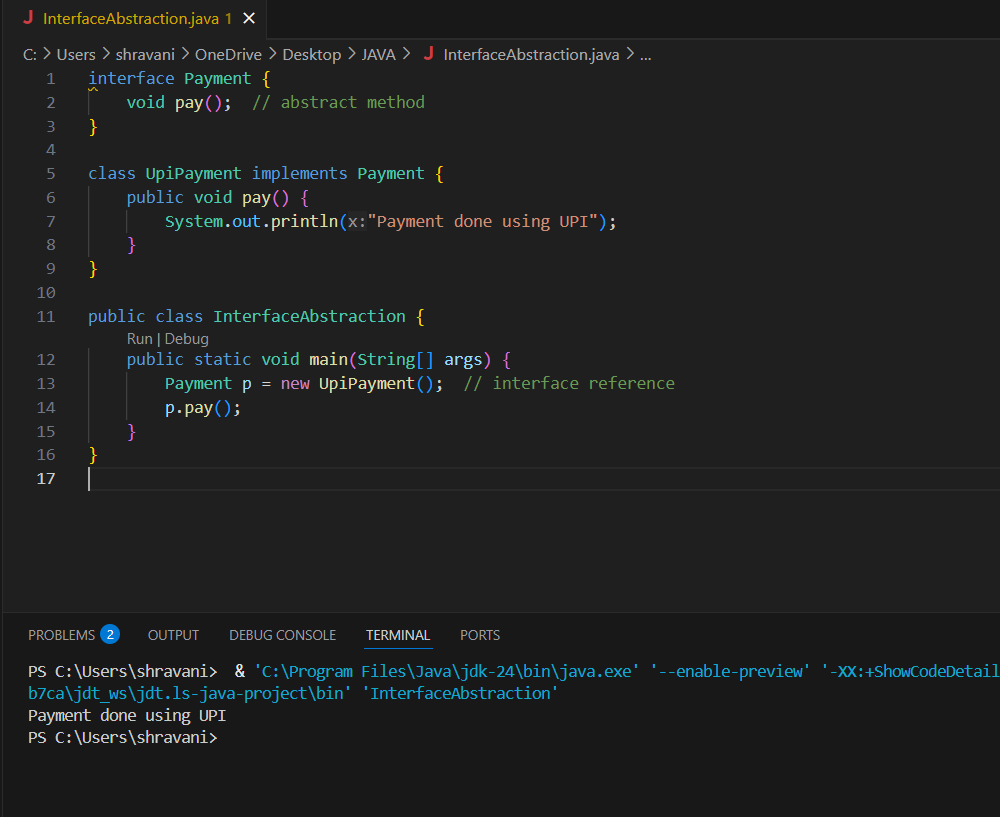 J InterfaceAbstraction.java 1 ×
C: > Users > shravani > OneDrive > Desktop > JAVA > J InterfaceAbstraction.java > ...
1 interface Payment {
2     void pay();  // abstract method
3 }
4
5 class UpiPayment implements Payment {
6     public void pay() {
7         System.out.println(x:"Payment done using UPI");
8     }
9 }
10
11 public class InterfaceAbstraction {
Run | Debug
12     public static void main(String[] args) {
13         Payment p = new UpiPayment();  // interface reference
14         p.pay();
15     }
16 }
17
PROBLEMS 2 OUTPUT DEBUG CONSOLE TERMINAL PORTS
PS C:\Users\shravani>  & 'C:\Program Files\Java\jdk-24\bin\java.exe' '--enable-preview' '-XX:+ShowCodeDetail
b7ca\jdt_ws\jdt.ls-java-project\bin' 'InterfaceAbstraction'
Payment done using UPI
PS C:\Users\shravani>